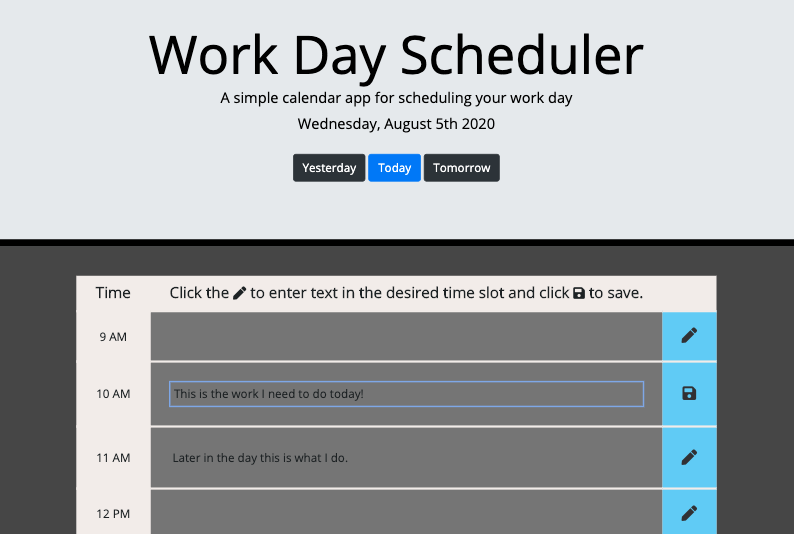 Work Day Scheduler
A simple calendar app for scheduling your work day
Wednesday, August 5th 2020
Yesterday Today Tomorrow
Time Click the to enter text in the desired time slot and click to save.
9 AM
10 AM This is the work I need to do today!
11 AM Later in the day this is what I do.
12 PM